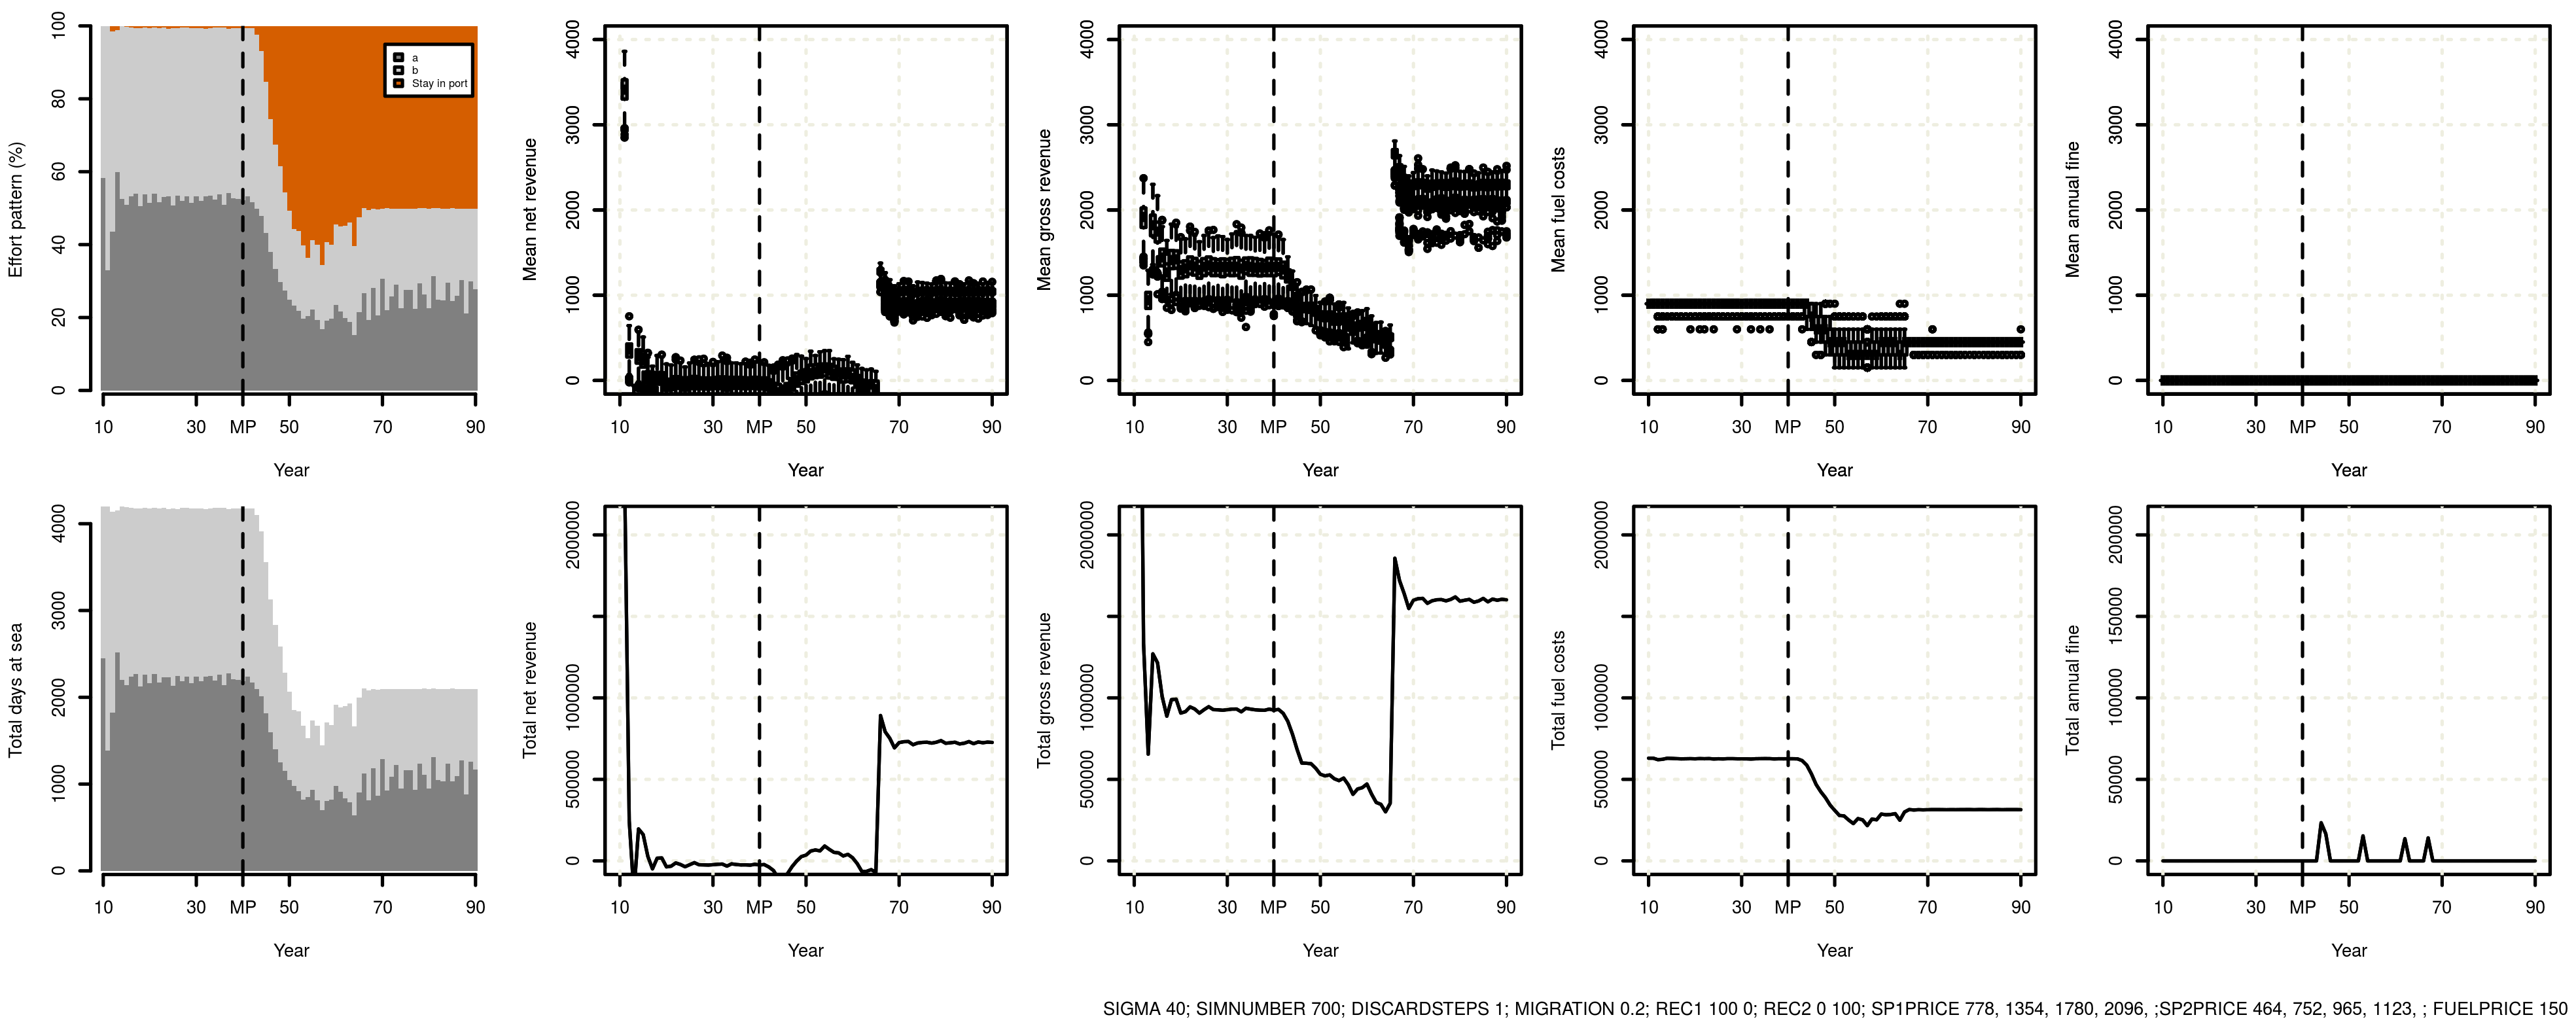 Effort pattern (%)
100
80
60
40
20
0
a
b
Stay in port
10 30 MP 50 70 90
Year
Mean net revenue
4000
3000
2000
1000
0
10 30 MP 50 70 90
Year
Mean gross revenue
4000
3000
2000
1000
0
10 30 MP 50 70 90
Year
Mean fuel costs
4000
3000
2000
1000
0
10 30 MP 50 70 90
Year
Mean annual fine
4000
3000
2000
1000
0
10 30 MP 50 70 90
Year
Total days at sea
4000
3000
2000
1000
0
10 30 MP 50 70 90
Year
Total net revenue
2000000
1000000
500000
0
10 30 MP 50 70 90
Year
Total gross revenue
2000000
1000000
500000
0
10 30 MP 50 70 90
Year
Total fuel costs
2000000
1000000
500000
0
10 30 MP 50 70 90
Year
Total annual fine
200000
150000
100000
50000
0
10 30 MP 50 70 90
Year
SIGMA 40; SIMNUMBER 700; DISCARDSTEPS 1; MIGRATION 0.2; REC1 100 0; REC2 0 100; SP1PRICE 778, 1354, 1780, 2096, ;SP2PRICE 464, 752, 965, 1123, ; FUELPRICE 150